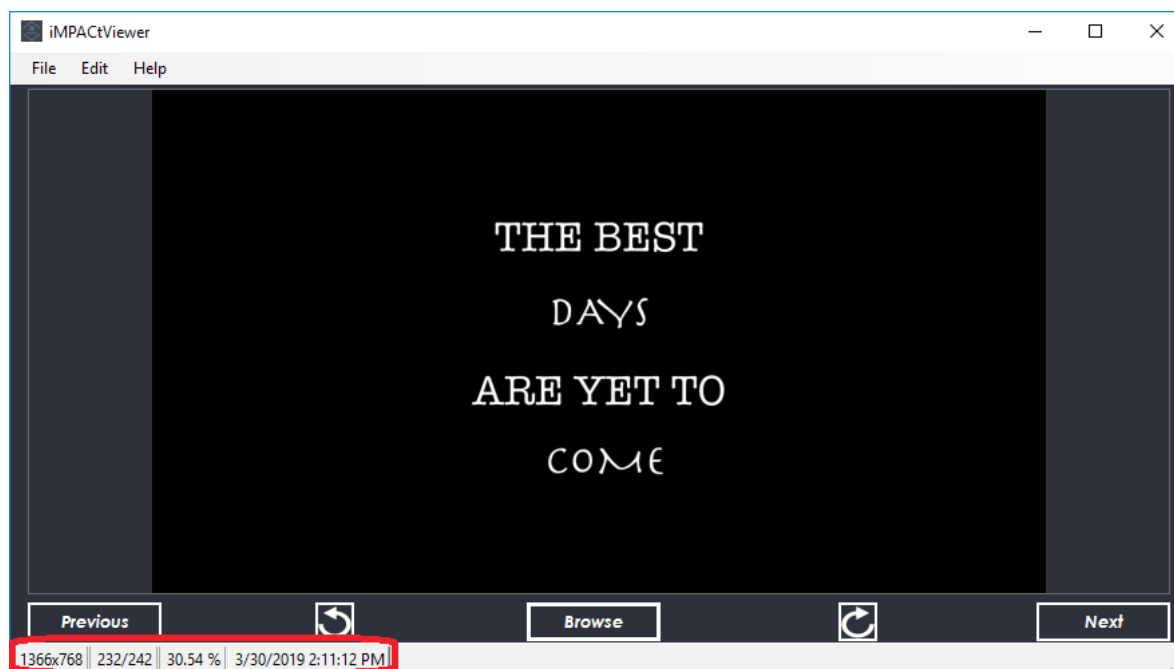 iMPACtViewer
File Edit Help
THE BEST
DAYS
ARE YET TO
COME
Previous Browse Next
1366x768 232/242 30.54 % 3/30/2019 2:11:12 PM